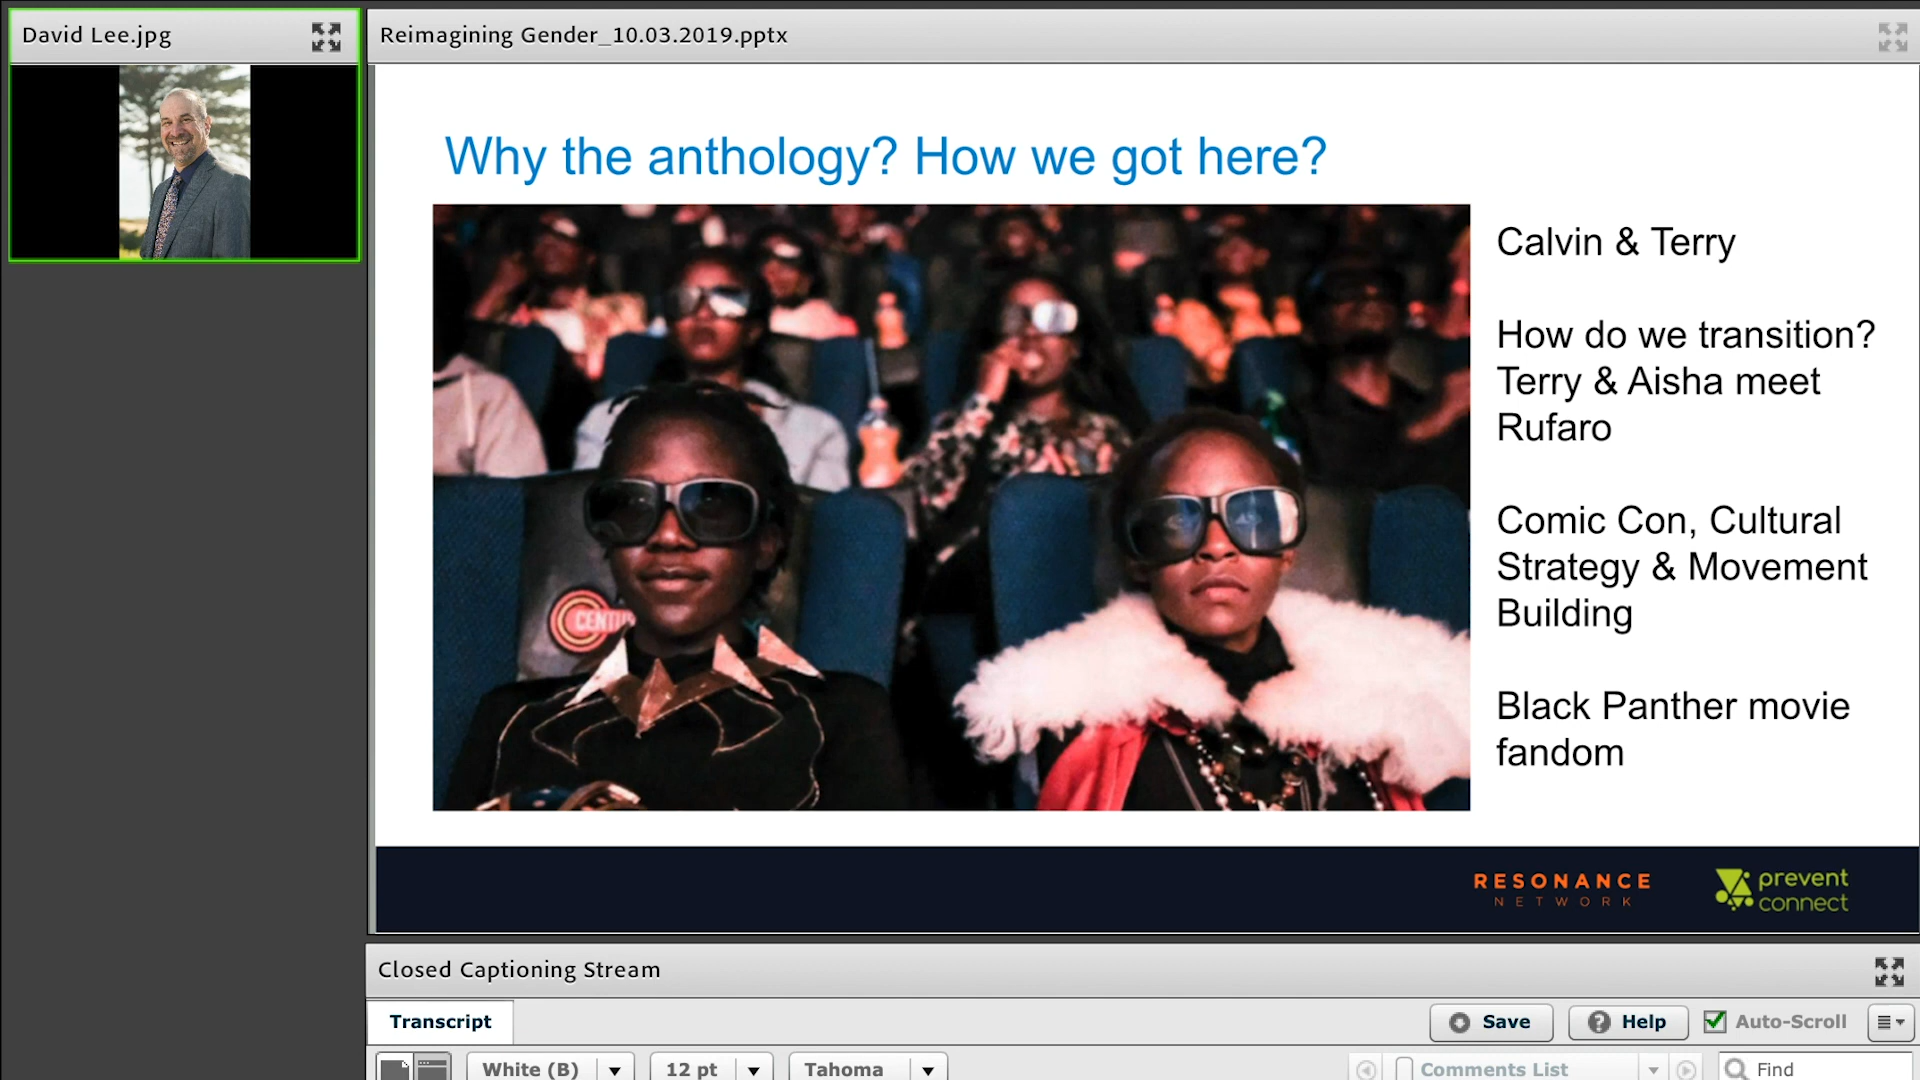 David Lee.jpg
Reimagining Gender_10.03.2019.pptx
Why the anthology? How we got here?
Calvin & Terry
How do we transition?
Terry & Aisha meet
Rufaro
Comic Con, Cultural
Strategy & Movement
Building
Black Panther movie
fandom
RESONANCE
NETWORK
prevent
connect
Closed Captioning Stream
Transcript
Save
Help
Auto-Scroll
White (B)
12 pt
Tahoma
Comments List
Find